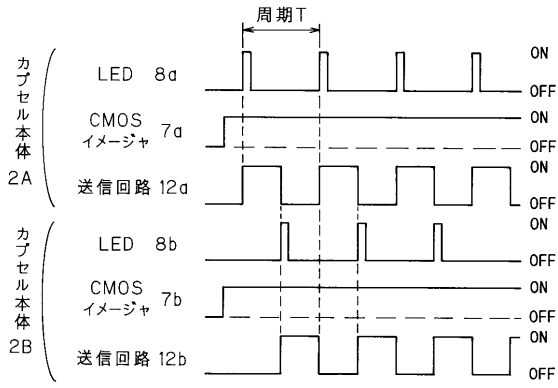 周期T
カプセル本体
2A
LED 8a
ON
OFF
CMOS
イメージャ 7a
ON
OFF
送信回路 12a
ON
OFF
カプセル本体
2B
LED 8b
ON
OFF
CMOS
イメージャ 7b
ON
OFF
送信回路 12b
ON
OFF